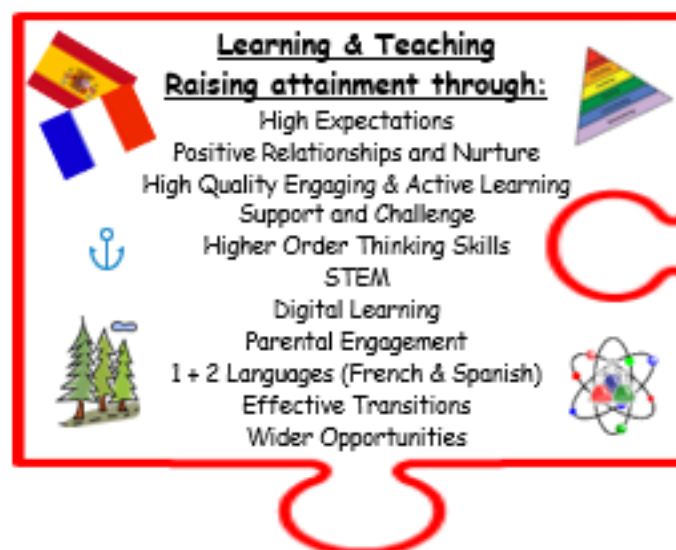 Learning & Teaching
Raising attainment through:
High Expectations
Positive Relationships and Nurture
High Quality Engaging & Active Learning
Support and Challenge
Higher Order Thinking Skills
STEM
Digital Learning
Parental Engagement
1 + 2 Languages (French & Spanish)
Effective Transitions
Wider Opportunities